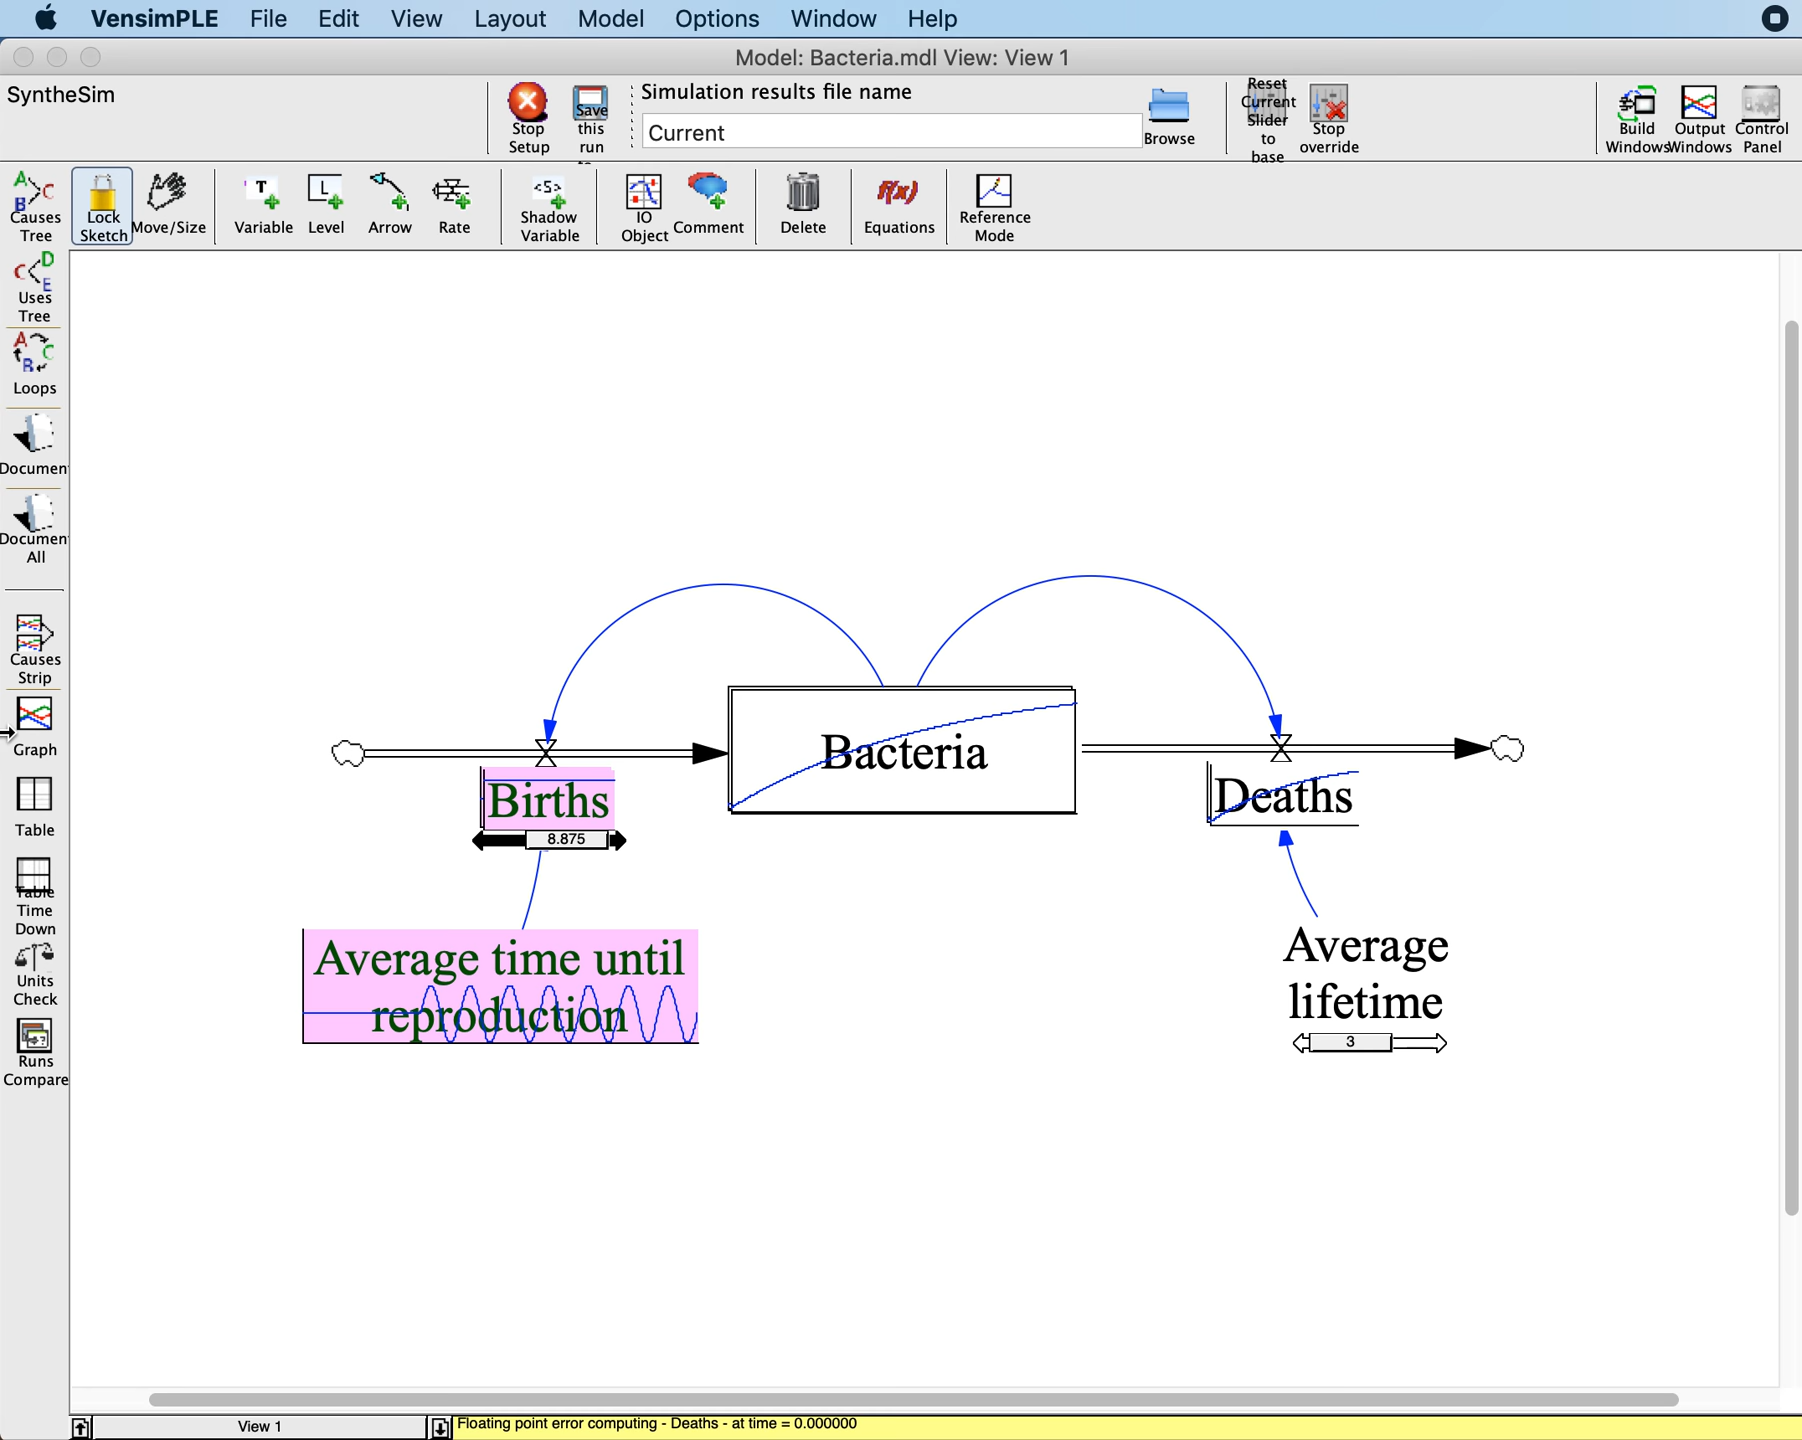 VensimPLE File Edit View Layout Model Options Window Help
Model: Bacteria.mdl View: View 1
SyntheSim
Stop
Setup
Save
this
run
Simulation results file name
Current
Browse
Reset
Current
Slider
to
base
Stop
override
Build
Windows
Output
Windows
Control
Panel
A B C
Causes
Tree
Lock
Sketch
Move/Size
T
Variable
L
Level
Arrow
Rate
<S>
Shadow
Variable
IO
Object
Comment
Delete
f(x)
Equations
Reference
Mode
C D E
Uses
Tree
A B C
Loops
Documen
Documen
All
Causes
Strip
Graph
Table
Table
Time
Down
Units
Check
Runs
Compare
Births
8.875
Bacteria
Deaths
Average time until
reproduction
Average
lifetime
3
View 1
Floating point error computing - Deaths - at time = 0.000000